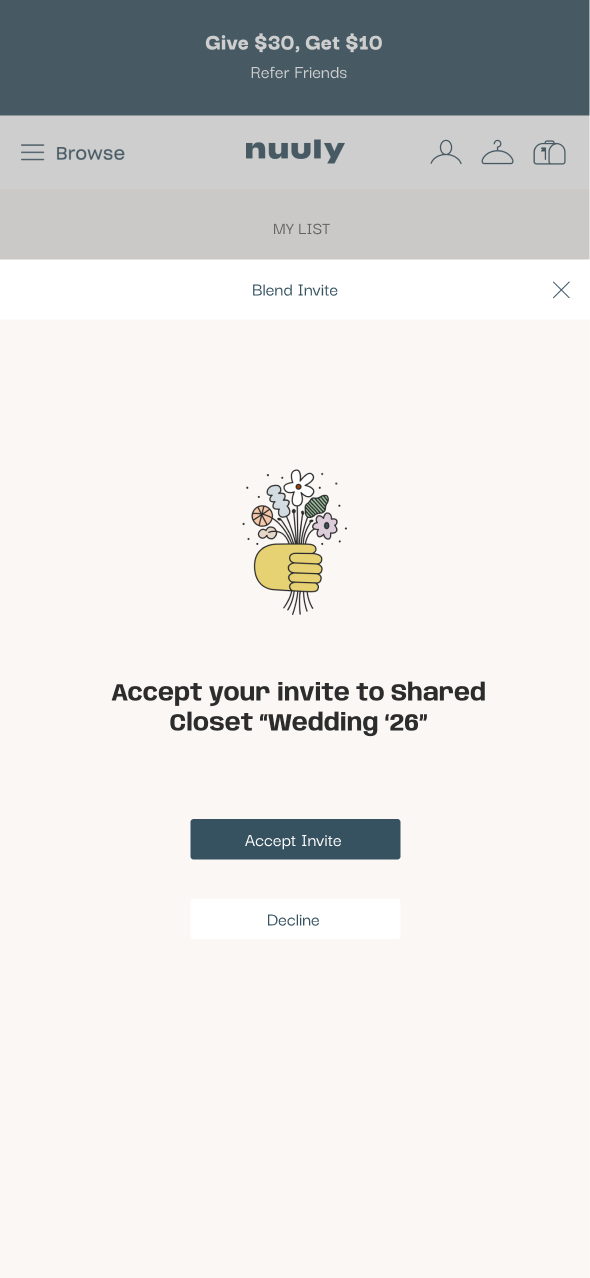 Give $30, Get $10
Refer Friends
Browse
nuuly
1
MY LIST
Blend Invite
Accept your invite to Shared
Closet “Wedding ‘26”
Accept Invite
Decline